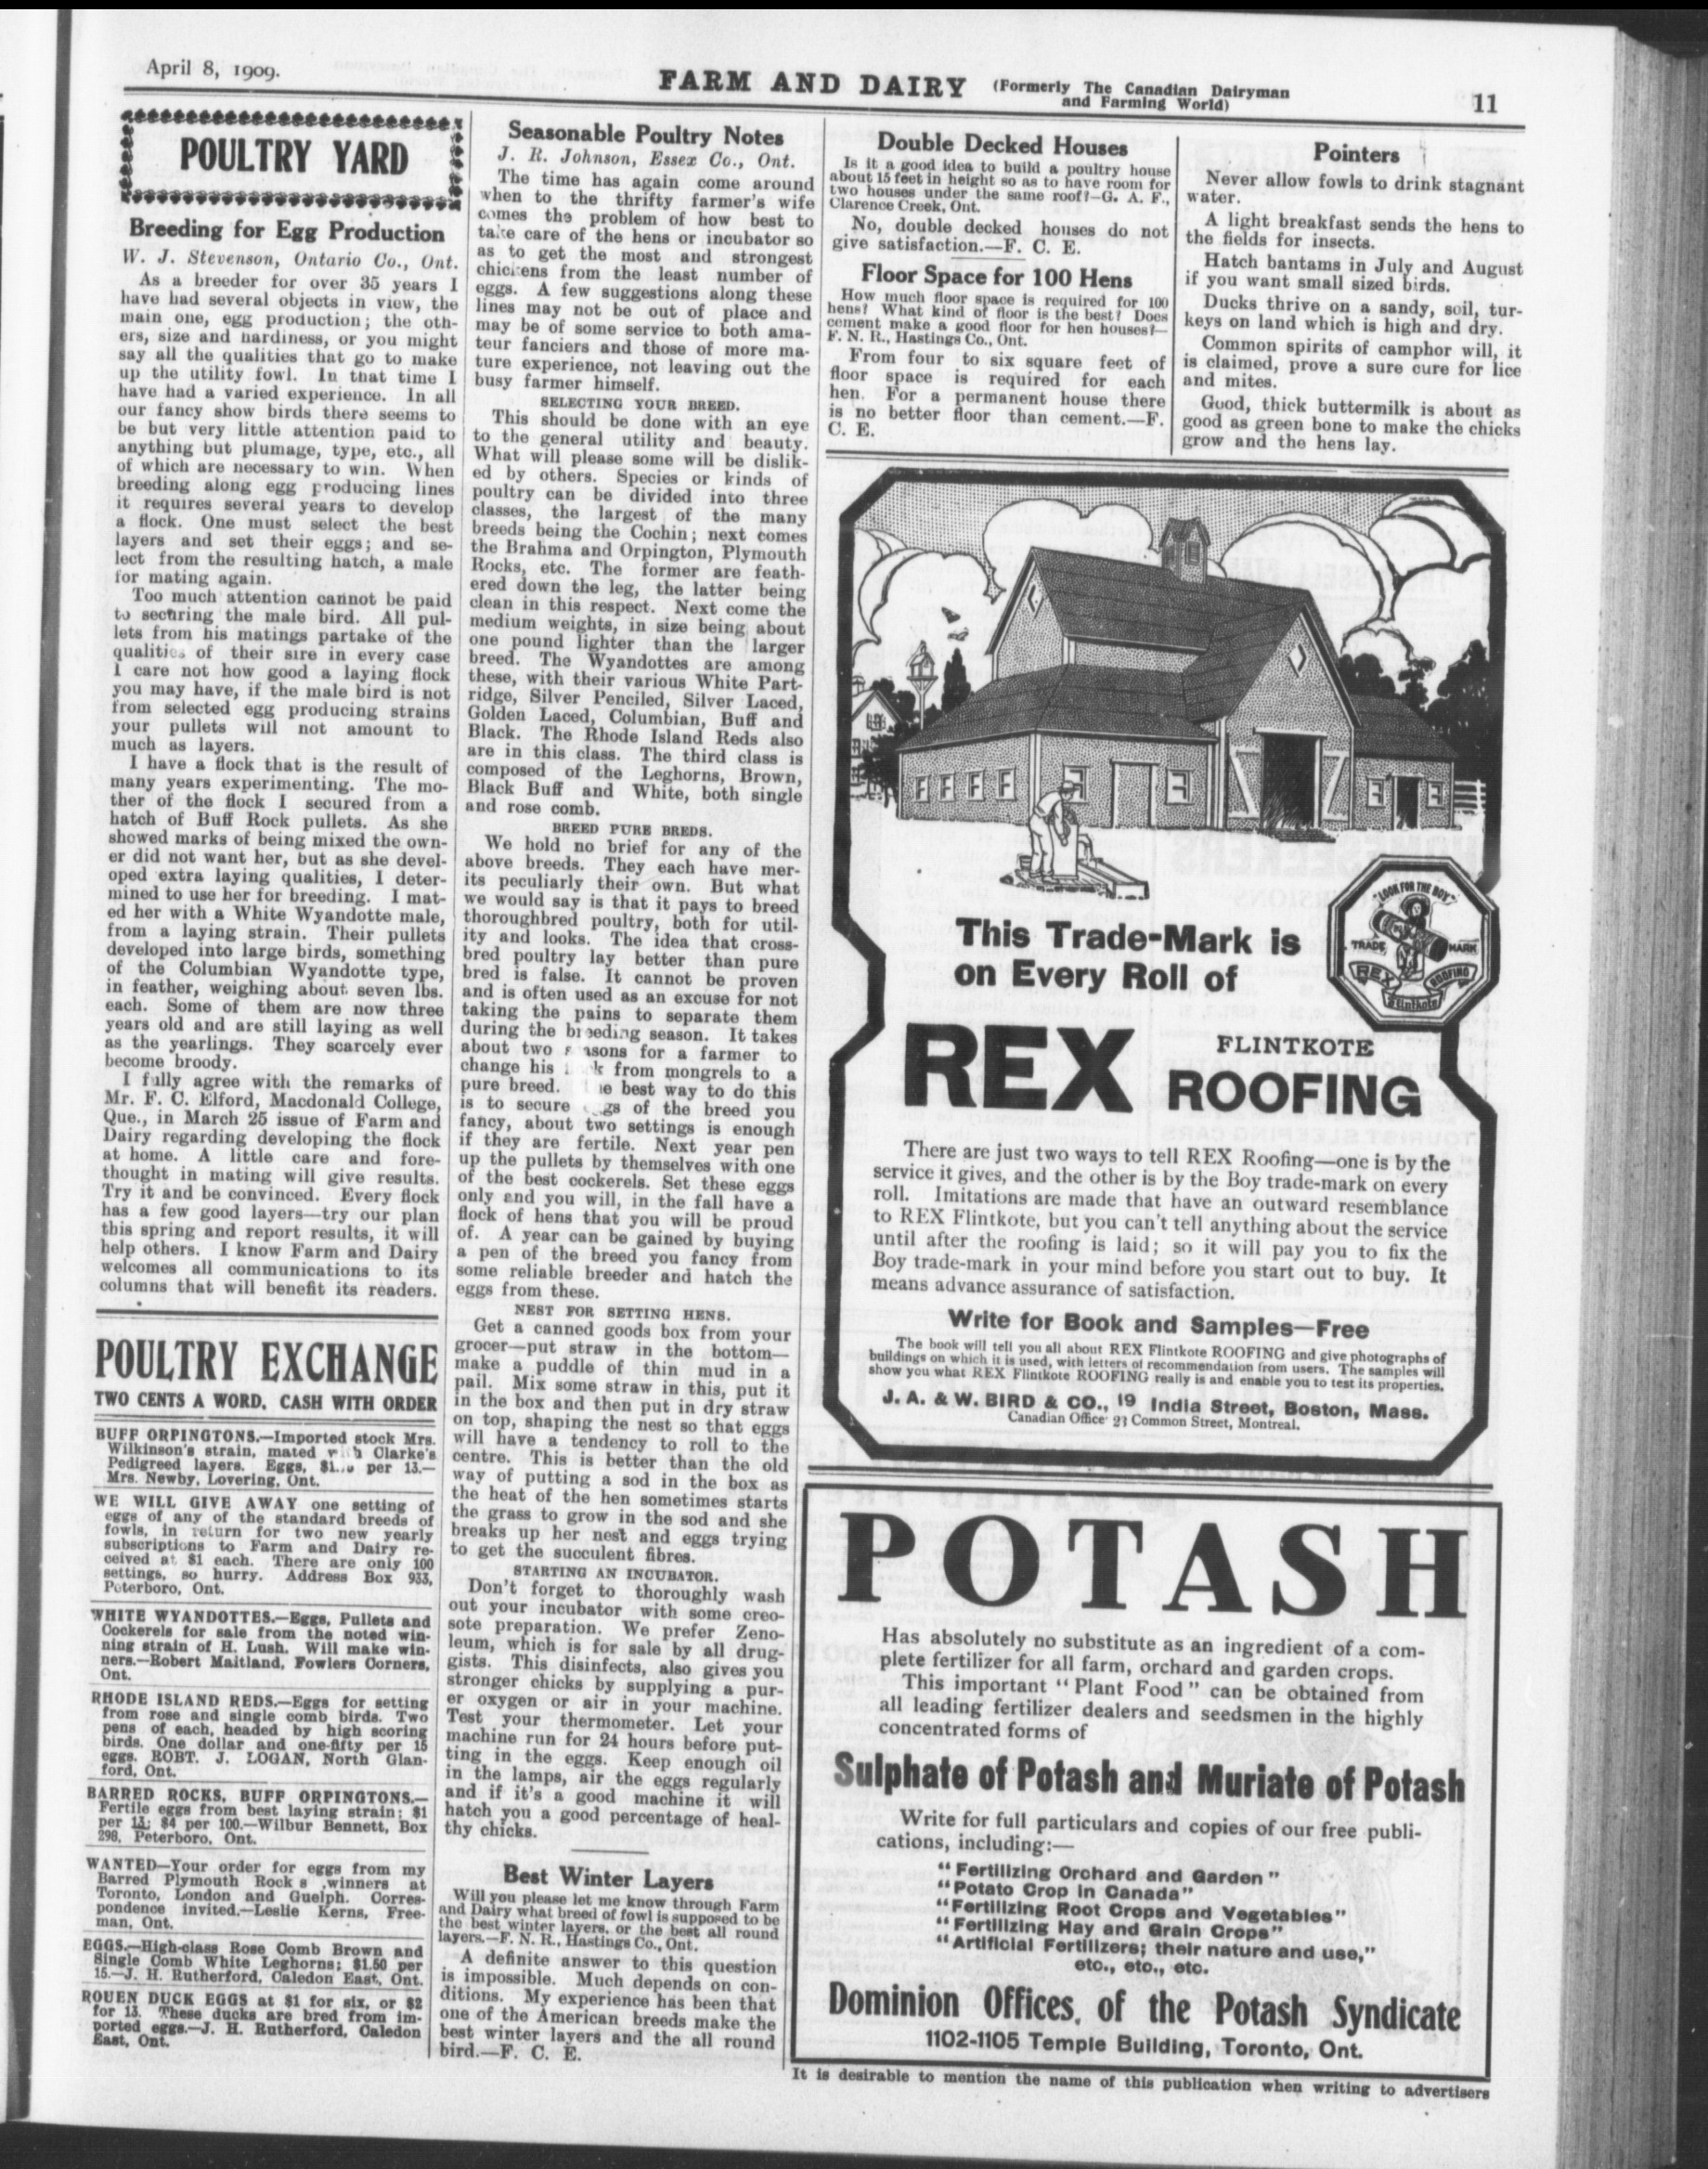 April 8, 1909.
FARM AND DAIRY (Formerly The Canadian Dairyman
and Farming World)
11
POULTRY YARD
Breeding for Egg Production
W. J. Stevenson, Ontario Co., Ont.
As a breeder for over 35 years I
have had several objects in view, the
main one, egg production; the oth-
ers, size and hardiness, or you might
say all the qualities that go to make
up the utility fowl. In that time I
have had a varied experience. In all
our fancy show birds there seems to
be but very little attention paid to
anything but plumage, type, etc., all
of which are necessary to win. When
breeding along egg producing lines
it requires several years to develop
a flock. One must select the best
layers and set their eggs; and se-
lect from the resulting hatch, a male
for mating again.
Too much attention cannot be paid
to securing the male bird. All pul-
lets from his matings partake of the
qualities of their sire in every case
I care not how good a laying flock
you may have, if the male bird is not
from selected egg producing strains
your pullets will not amount to
much as layers.
I have a flock that is the result of
many years experimenting. The mo-
ther of the flock I secured from a
hatch of Buff Rock pullets. As she
showed marks of being mixed the own-
er did not want her, but as she devel-
oped extra laying qualities, I deter-
mined to use her for breeding. I mat-
ed her with a White Wyandotte male,
from a laying strain. Their pullets
developed into large birds, something
of the Columbian Wyandotte type,
in feather, weighing about seven lbs.
each. Some of them are now three
years old and are still laying as well
as the yearlings. They scarcely ever
become broody.
I fully agree with the remarks of
Mr. F. C. Elford, Macdonald College,
Que., in March 25 issue of Farm and
Dairy regarding developing the flock
at home. A little care and fore-
thought in mating will give results.
Try it and be convinced. Every flock
has a few good layers—try our plan
this spring and report results, it will
help others. I know Farm and Dairy
welcomes all communications to its
columns that will benefit its readers.
POULTRY EXCHANGE
TWO CENTS A WORD, CASH WITH ORDER
BUFF ORPINGTONS.—Imported stock Mrs.
Wilkinson's strain, mated with Clarke's
Pedigreed layers. Eggs, per 13.—
Mrs. Newby, Lovering, Ont.
WE WILL GIVE AWAY one setting of
eggs of any of the standard breeds of
fowls, in return for two new yearly
subscriptions to Farm and Dairy re-
ceived at $1 each. There are only 100
settings, so hurry. Address Box 933,
Peterboro, Ont.
WHITE WYANDOTTES.—Eggs, Pullets and
Cockerels for sale from the noted win-
ning strain of H. Lush. Will make win-
ners.—Robert Maitland, Fowlers Corners,
Ont.
RHODE ISLAND REDS.—Eggs for setting
from rose and single comb birds. Two
pens of each, headed by high scoring
birds. One dollar and one-fifty per 15
eggs. ROBT. J. LOGAN, North Glan-
ford, Ont.
BARRED ROCKS, BUFF ORPINGTONS.—
Fertile eggs from best laying strain; $1
per 13; $4 per 100.—Wilbur Bennett, Box
298, Peterboro, Ont.
WANTED—Your order for eggs from my
Barred Plymouth Rock s ,winners at
Toronto, London and Guelph. Corres-
pondence invited.—Leslie Kerns, Free-
man, Ont.
EGGS.—High-class Rose Comb Brown and
Single Comb White Leghorns; $1.50 per
15.—J. H. Rutherford, Caledon East, Ont.
ROUEN DUCK EGGS at $1 for six, or $2
for 13. These ducks are bred from im-
ported eggs.—J. H. Rutherford, Caledon
East, Ont.
Seasonable Poultry Notes
J. R. Johnson, Essex Co., Ont.
The time has again come around
when to the thrifty farmer's wife
comes the problem of how best to
take care of the hens or incubator so
as to get the most and strongest
chickens from the least number of
eggs. A few suggestions along these
lines may not be out of place and
may be of some service to both ama-
teur fanciers and those of more ma-
ture experience, not leaving out the
busy farmer himself.
SELECTING YOUR BREED.
This should be done with an eye
to the general utility and beauty.
What will please some will be dislik-
ed by others. Species or kinds of
poultry can be divided into three
classes, the largest of the many
breeds being the Cochin; next comes
the Brahma and Orpington, Plymouth
Rocks, etc. The former are feath-
ered down the leg, the latter being
clean in this respect. Next come the
medium weights, in size being about
one pound lighter than the larger
breed. The Wyandottes are among
these, with their various White Part-
ridge, Silver Penciled, Silver Laced,
Golden Laced, Columbian, Buff and
Black. The Rhode Island Reds also
are in this class. The third class is
composed of the Leghorns, Brown,
Black Buff and White, both single
and rose comb.
BREED PURE BREDS.
We hold no brief for any of the
above breeds. They each have mer-
its peculiarly their own. But what
we would say is that it pays to breed
thoroughbred poultry, both for util-
ity and looks. The idea that cross-
bred poultry lay better than pure
bred is false. It cannot be proven
and is often used as an excuse for not
taking the pains to separate them
during the breeding season. It takes
about two seasons for a farmer to
change his from mongrels to a
pure breed. The best way to do this
is to secure eggs of the breed you
fancy, about two settings is enough
if they are fertile. Next year pen
up the pullets by themselves with one
of the best cockerels. Set these eggs
only and you will, in the fall have a
flock of hens that you will be proud
of. A year can be gained by buying
a pen of the breed you fancy from
some reliable breeder and hatch the
eggs from these.
NEST FOR SETTING HENS.
Get a canned goods box from your
grocer—put straw in the bottom—
make a puddle of thin mud in a
pail. Mix some straw in this, put it
in the box and then put in dry straw
on top, shaping the nest so that eggs
will have a tendency to roll to the
centre. This is better than the old
way of putting a sod in the box as
the heat of the hen sometimes starts
the grass to grow in the sod and she
breaks up her nest and eggs trying
to get the succulent fibres.
STARTING AN INCUBATOR.
Don't forget to thoroughly wash
out your incubator with some creo-
sote preparation. We prefer Zeno-
leum, which is for sale by all drug-
gists. This disinfects, also gives you
stronger chicks by supplying a pur-
er oxygen or air in your machine.
Test your thermometer. Let your
machine run for 24 hours before put-
ting in the eggs. Keep enough oil
in the lamps, air the eggs regularly
and if it's a good machine it will
hatch you a good percentage of heal-
thy chicks.
Best Winter Layers
Will you please let me know through Farm
and Dairy what breed of fowl is supposed to be
the best winter layers, or the best all round
layers.—F. N. R., Hastings Co., Ont.
A definite answer to this question
is impossible. Much depends on con-
ditions. My experience has been that
one of the American breeds make the
best winter layers and the all round
bird.—F. C. E.
Double Decked Houses
Is it a good idea to build a poultry house
about 15 feet in height so as to have room for
two houses under the same roof?—G. A. F.,
Clarence Creek, Ont.
No, double decked houses do not
give satisfaction.—F. C. E.
Floor Space for 100 Hens
How much floor space is required for 100
hens? What kind of floor is the best? Does
cement make a good floor for hen houses?—
F. N. R., Hastings Co., Ont.
From four to six square feet of
floor space is required for each
hen. For a permanent house there
is no better floor than cement.—F.
C. E.
Pointers
Never allow fowls to drink stagnant
water.
A light breakfast sends the hens to
the fields for insects.
Hatch bantams in July and August
if you want small sized birds.
Ducks thrive on a sandy, soil, tur-
keys on land which is high and dry.
Common spirits of camphor will, it
is claimed, prove a sure cure for lice
and mites.
Good, thick buttermilk is about as
good as green bone to make the chicks
grow and the hens lay.
This Trade-Mark is
on Every Roll of
"LOOK FOR THE BOY"
TRADE MARK
REX ROOFING
Flintkote
REX FLINTKOTE
ROOFING
There are just two ways to tell REX Roofing—one is by the
service it gives, and the other is by the Boy trade-mark on every
roll. Imitations are made that have an outward resemblance
to REX Flintkote, but you can't tell anything about the service
until after the roofing is laid; so it will pay you to fix the
Boy trade-mark in your mind before you start out to buy. It
means advance assurance of satisfaction.
Write for Book and Samples—Free
The book will tell you all about REX Flintkote ROOFING and give photographs of
buildings on which it is used, with letters of recommendation from users. The samples will
show you what REX Flintkote ROOFING really is and enable you to test its properties.
J. A. & W. BIRD & CO., 19 India Street, Boston, Mass.
Canadian Office 23 Common Street, Montreal.
POTASH
Has absolutely no substitute as an ingredient of a com-
plete fertilizer for all farm, orchard and garden crops.
This important "Plant Food" can be obtained from
all leading fertilizer dealers and seedsmen in the highly
concentrated forms of
Sulphate of Potash and Muriate of Potash
Write for full particulars and copies of our free publi-
cations, including:—
"Fertilizing Orchard and Garden"
"Potato Crop in Canada"
"Fertilizing Root Crops and Vegetables"
"Fertilizing Hay and Grain Crops"
"Artificial Fertilizers; their nature and use,"
etc., etc., etc.
Dominion Offices, of the Potash Syndicate
1102-1105 Temple Building, Toronto, Ont.
It is desirable to mention the name of this publication when writing to advertisers